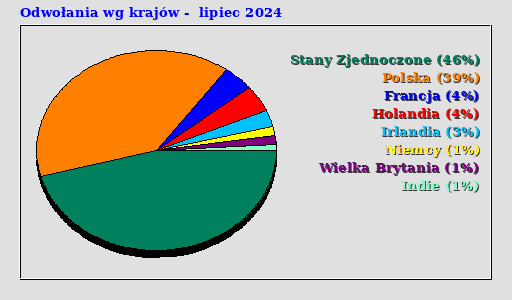 Odwołania wg krajów -  lipiec 2024
Stany Zjednoczone (46%)
Polska (39%)
Francja (4%)
Holandia (4%)
Irlandia (3%)
Niemcy (1%)
Wielka Brytania (1%)
Indie (1%)